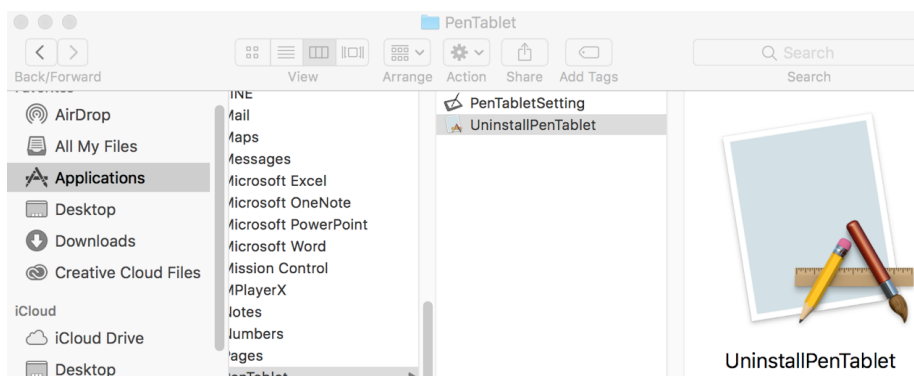 PenTablet
Back/Forward
View
Arrange
Action
Share
Add Tags
Search
Search
AirDrop
All My Files
Applications
Desktop
Downloads
Creative Cloud Files
iCloud
iCloud Drive
Desktop
INE
Mail
Maps
Messages
Microsoft Excel
Microsoft OneNote
Microsoft PowerPoint
Microsoft Word
Mission Control
MPlayerX
Notes
Numbers
Pages
PenTablet
PenTabletSetting
UninstallPenTablet
UninstallPenTablet